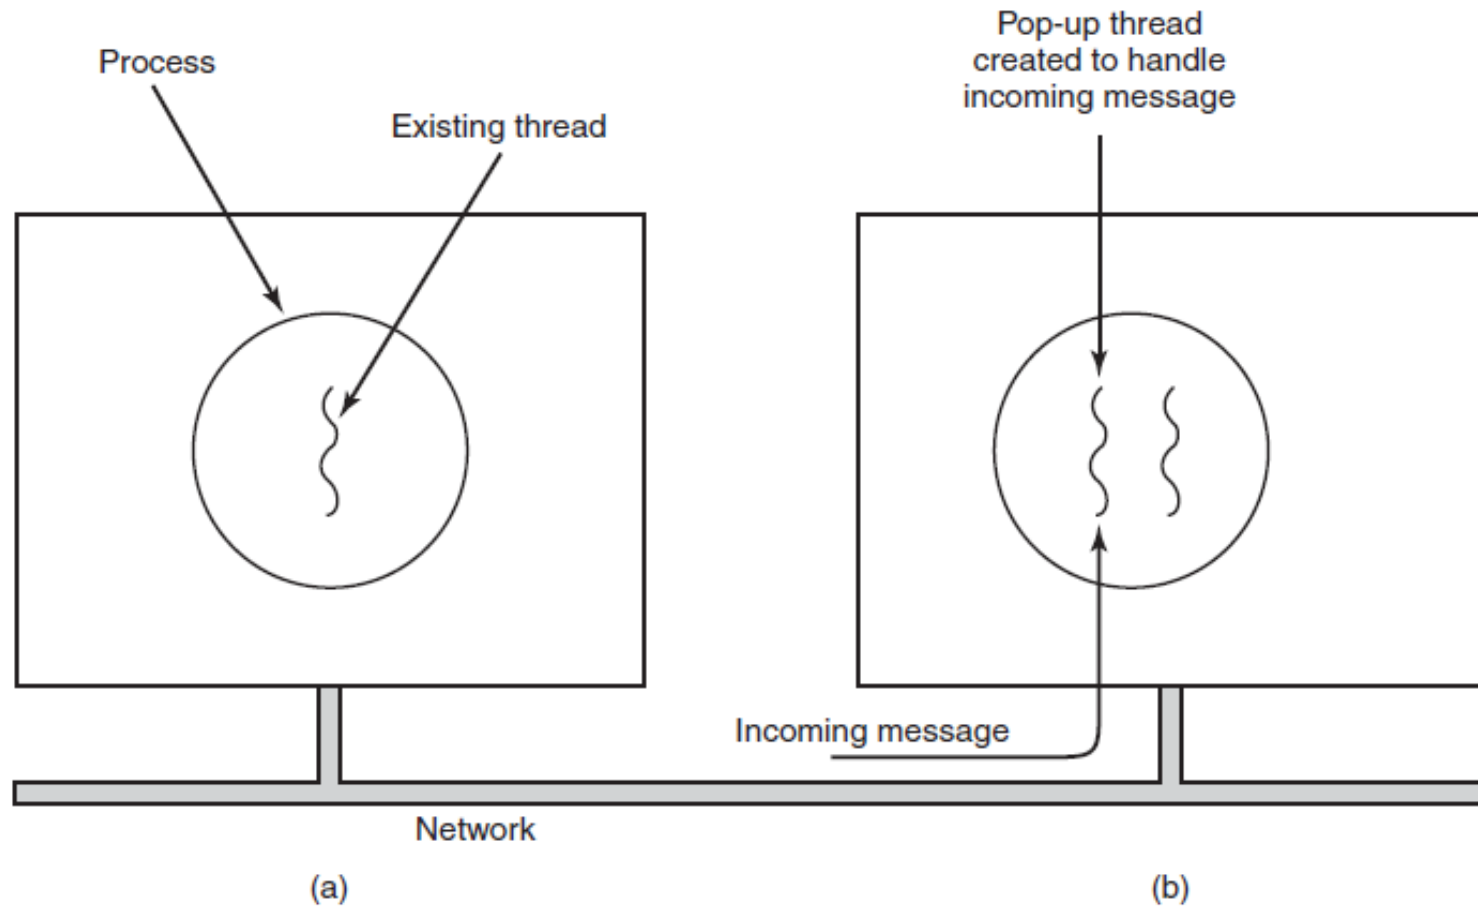 Process
Existing thread
Pop-up thread
created to handle
incoming message
Incoming message
Network
(a)
(b)